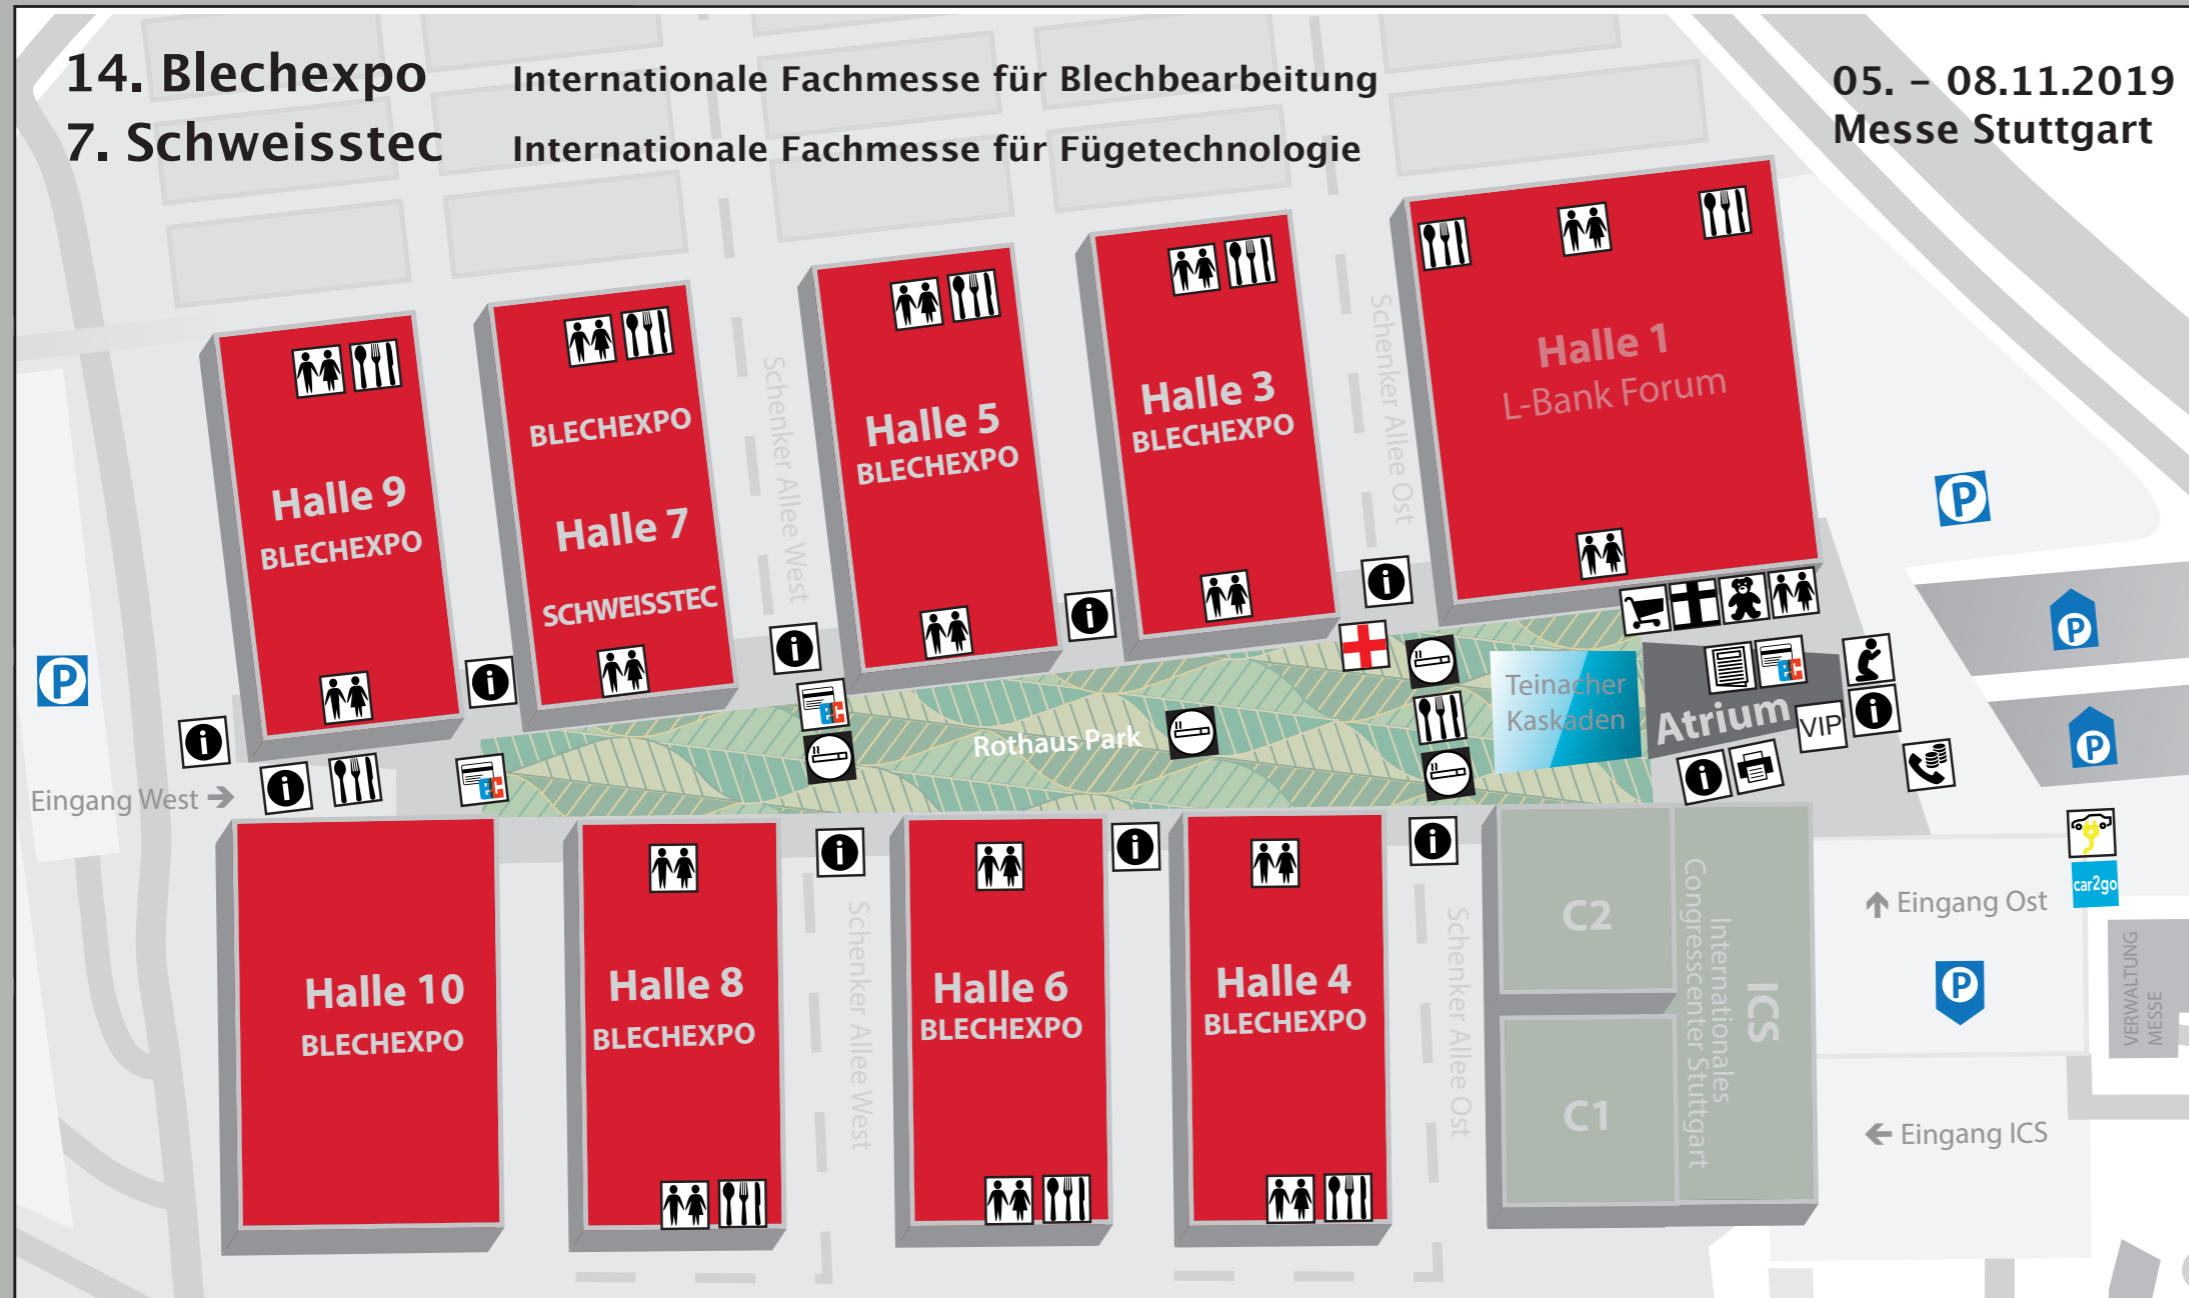 14. Blechexpo
Internationale Fachmesse für Blechbearbeitung
7. Schweisstec
Internationale Fachmesse für Fügetechnologie
05. – 08.11.2019
Messe Stuttgart
Halle 9
BLECHEXPO
BLECHEXPO
Halle 7
SCHWEISSTEC
Schenker Allee West
Halle 5
BLECHEXPO
Halle 3
BLECHEXPO
Schenker Allee Ost
Halle 1
L-Bank Forum
P
P
P
P
i
i
i
i
i
i
i
ec
ec
ec
Rothaus Park
Teinacher
Kaskaden
Atrium
VIP
i
i
Eingang West
Halle 10
BLECHEXPO
Halle 8
BLECHEXPO
i
Schenker Allee West
Halle 6
BLECHEXPO
i
Halle 4
BLECHEXPO
i
Schenker Allee Ost
C2
C1
Internationales
Congresscenter Stuttgart
ICS
car2go
Eingang Ost
P
VERWALTUNG
MESSE
Eingang ICS